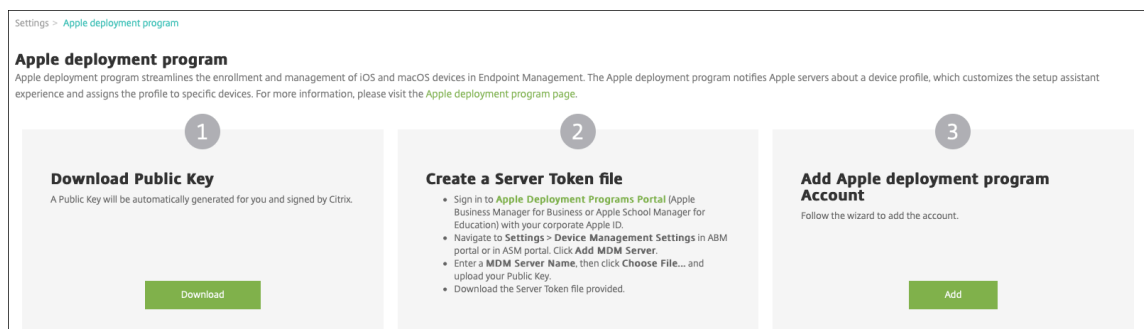 Settings > Apple deployment program
Apple deployment program
Apple deployment program streamlines the enrollment and management of iOS and macOS devices in Endpoint Management. The Apple deployment program notifies Apple servers about a device profile, which customizes the setup assistant
experience and assigns the profile to specific devices. For more information, please visit the Apple deployment program page.
1
Download Public Key
A Public Key will be automatically generated for you and signed by Citrix.
Download
2
Create a Server Token file
• Sign in to Apple Deployment Programs Portal (Apple
Business Manager for Business or Apple School Manager for
Education) with your corporate Apple ID.
• Navigate to Settings > Device Management Settings in ABM
portal or in ASM portal. Click Add MDM Server.
• Enter a MDM Server Name, then click Choose File... and
upload your Public Key.
• Download the Server Token file provided.
3
Add Apple deployment program
Account
Follow the wizard to add the account.
Add